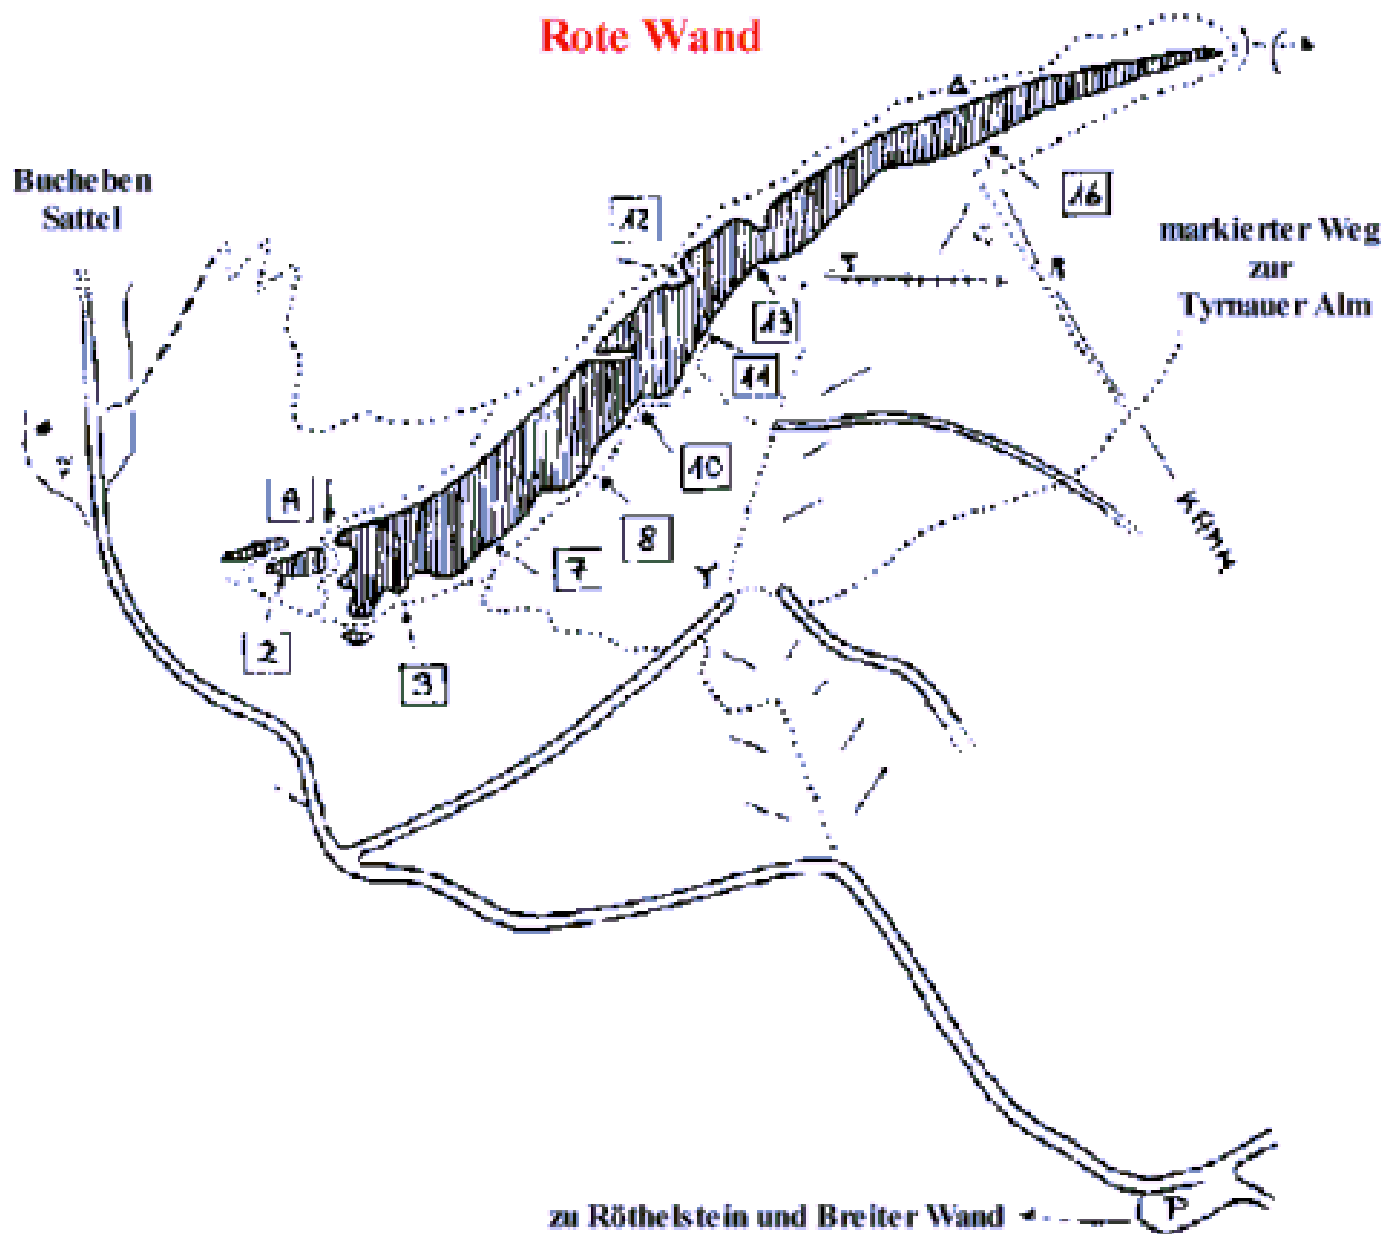 Rote Wand
Bucheben
Sattel
12
16
markierter Weg
zur
Tyrnauer Alm
13
11
10
A
8
7
KAMM
2
3
P
zu Röthelstein und Breiter Wand